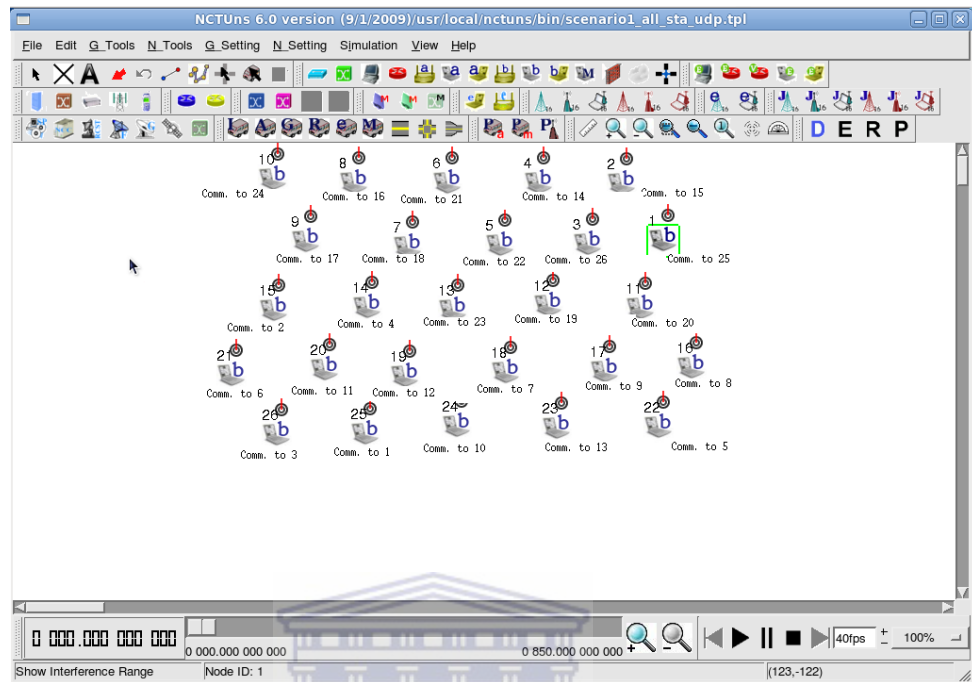 NCTUns 6.0 version (9/1/2009)/usr/local/nctuns/bin/scenario1_all_sta_udp.tpl
File Edit G_Tools N_Tools G_Setting N_Setting Simulation View Help
D E R P
10 8 6 4 2
b b b b b
Comm. to 24 Comm. to 16 Comm. to 21 Comm. to 14 Comm. to 15
9 7 5 3 1
b b b b b
Comm. to 17 Comm. to 18 Comm. to 22 Comm. to 26 Comm. to 25
15 14 13 12 11
b b b b b
Comm. to 2 Comm. to 4 Comm. to 23 Comm. to 19 Comm. to 20
21 20 19 18 17 16
b b b b b b
Comm. to 6 Comm. to 11 Comm. to 12 Comm. to 7 Comm. to 9 Comm. to 8
26 25 24 23 22
b b b b b
Comm. to 3 Comm. to 1 Comm. to 10 Comm. to 13 Comm. to 5
0 000.000 000 000
0 000.000 000 000 0 850.000 000 000
40fps 100%
Show Interference Range Node ID: 1 (123,-122)